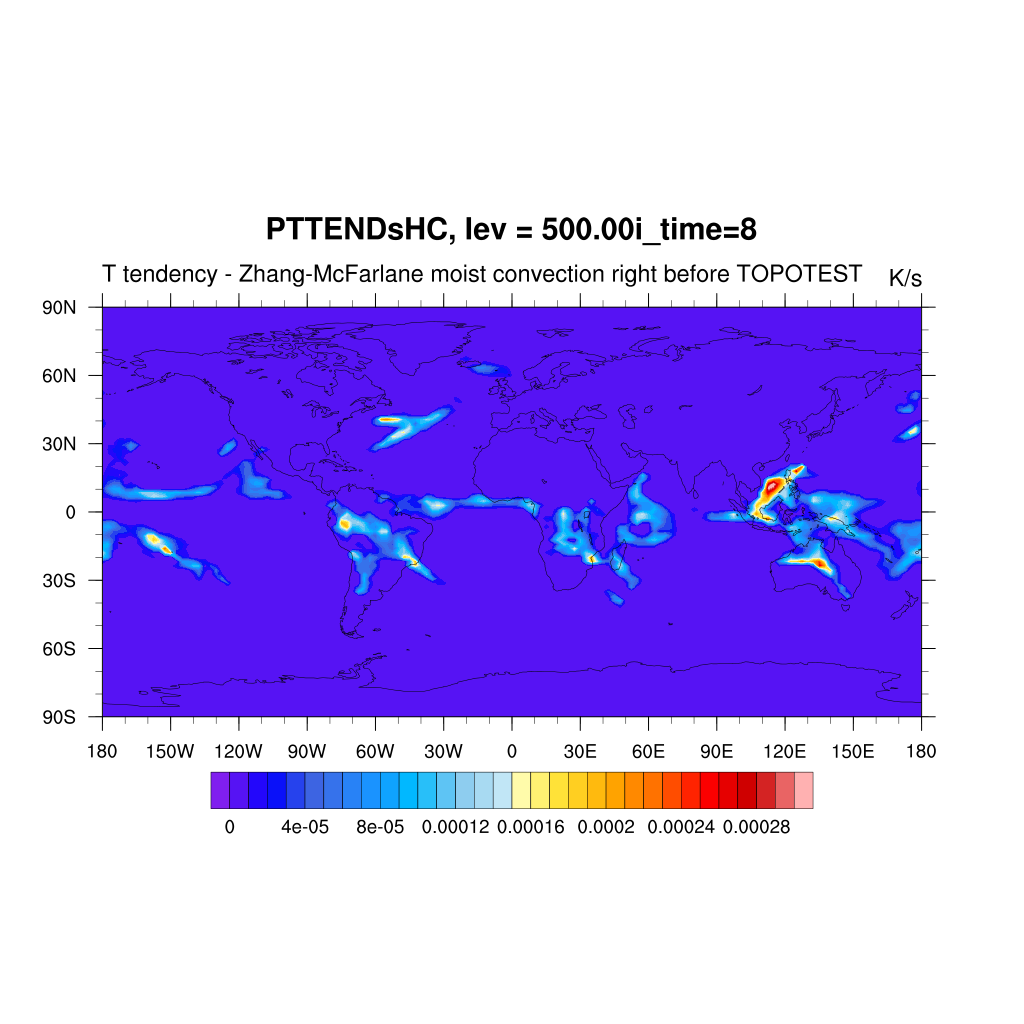 PTTENDsHC, lev = 500.00i_time=8
T tendency - Zhang-McFarlane moist convection right before TOPOTEST K/s
90N
60N
30N
0
30S
60S
90S
180 150W 120W 90W 60W 30W 0 30E 60E 90E 120E 150E 180
0 4e-05 8e-05 0.00012 0.00016 0.0002 0.00024 0.00028